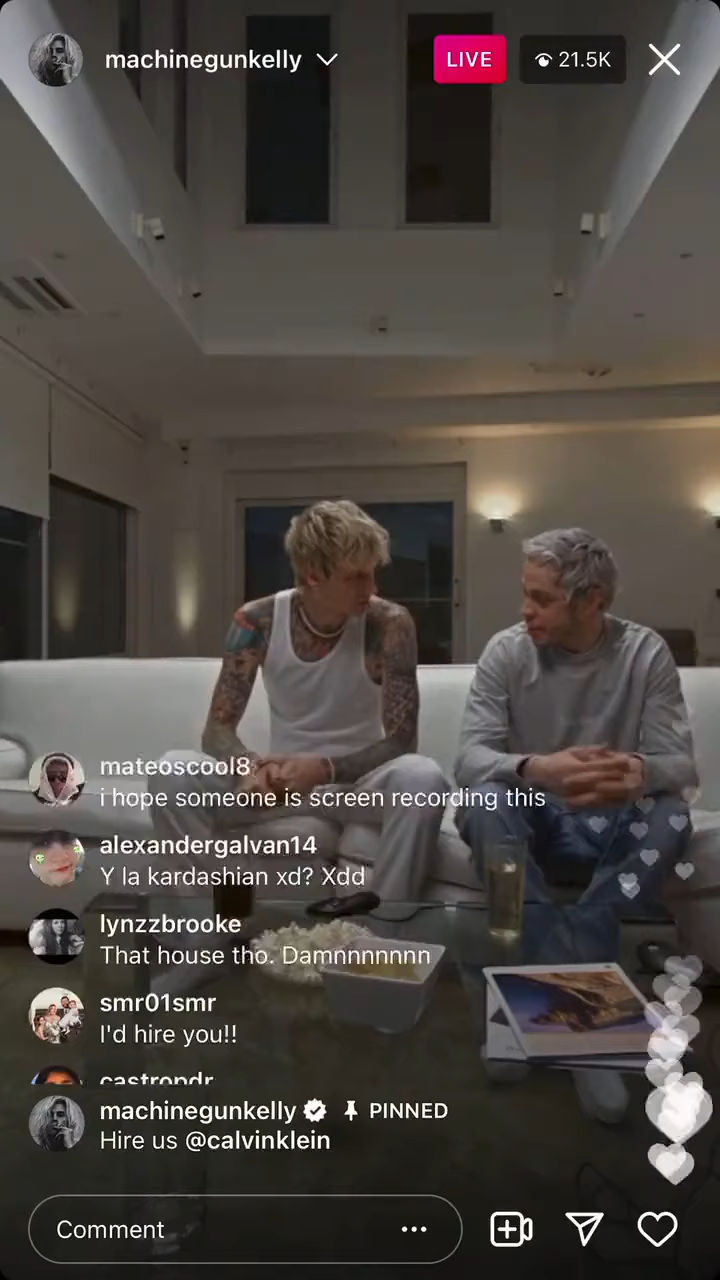 machinegunkelly
LIVE
21.5K
mateoscool8
i hope someone is screen recording this
alexandergalvan14
Y la kardashian xd? Xdd
lynzzbrooke
That house tho. Damnnnnnnn
smr01smr
I'd hire you!!
castropdr
machinegunkelly PINNED
Hire us @calvinklein
Comment